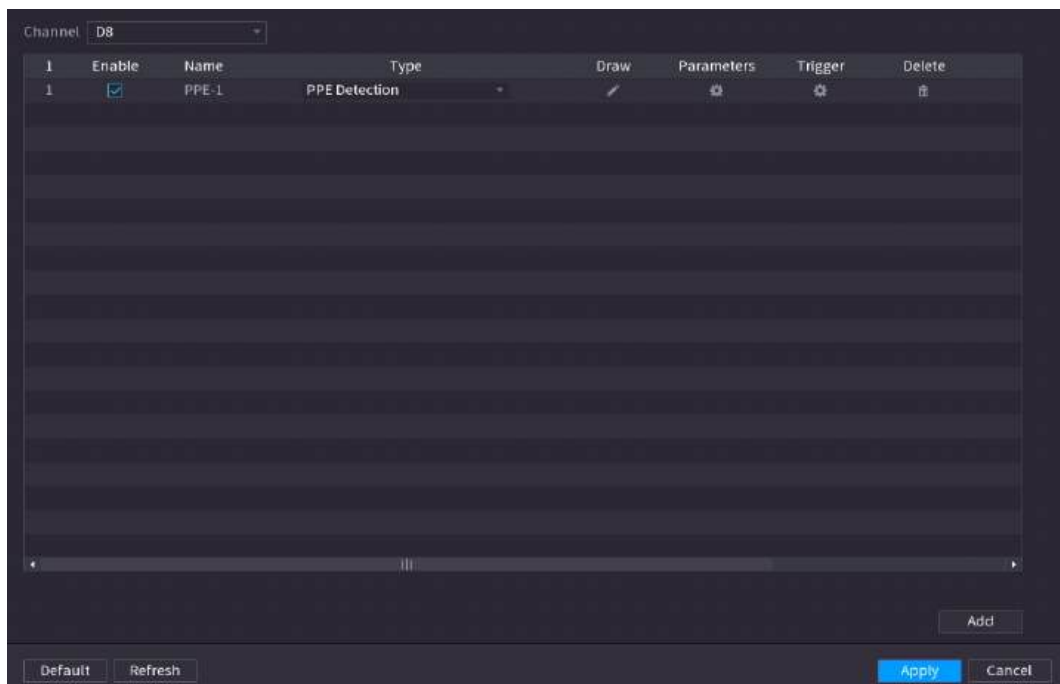 Channel D8
1 Enable Name Type Draw Parameters Trigger Delete
1 PPE-1 PPE Detection
Add
Default Refresh Apply Cancel